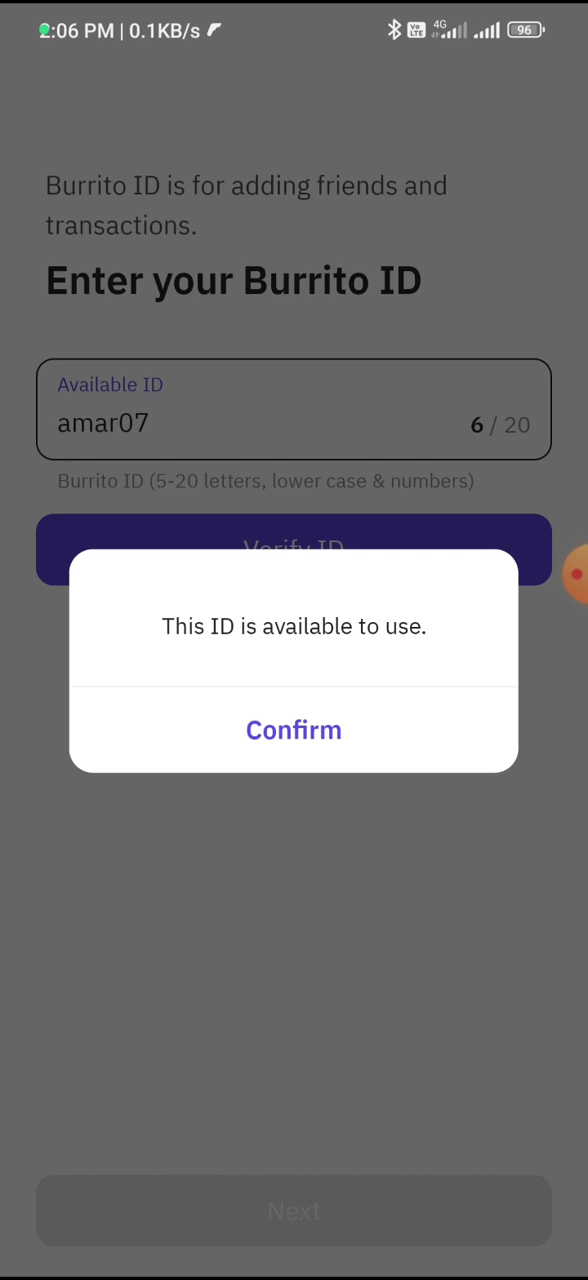 2:06 PM | 0.1KB/s
Vo LTE 4G 96
Burrito ID is for adding friends and
transactions.
Enter your Burrito ID
Available ID
amar07 6 / 20
Burrito ID (5-20 letters, lower case & numbers)
Verify ID
This ID is available to use.
Confirm
Next